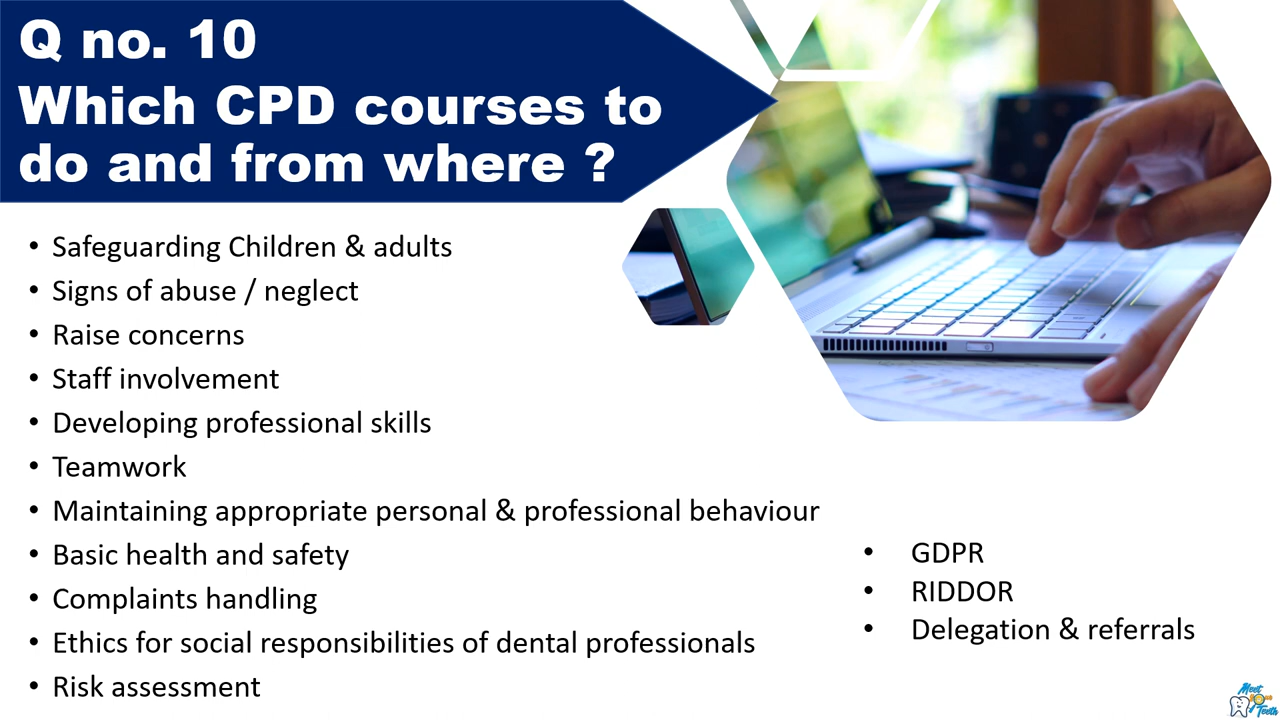 Q no. 10
Which CPD courses to
do and from where ?
• Safeguarding Children & adults
• Signs of abuse / neglect
• Raise concerns
• Staff involvement
• Developing professional skills
• Teamwork
• Maintaining appropriate personal & professional behaviour
• Basic health and safety
• Complaints handling
• Ethics for social responsibilities of dental professionals
• Risk assessment
• GDPR
• RIDDOR
• Delegation & referrals
Meet
Teeth